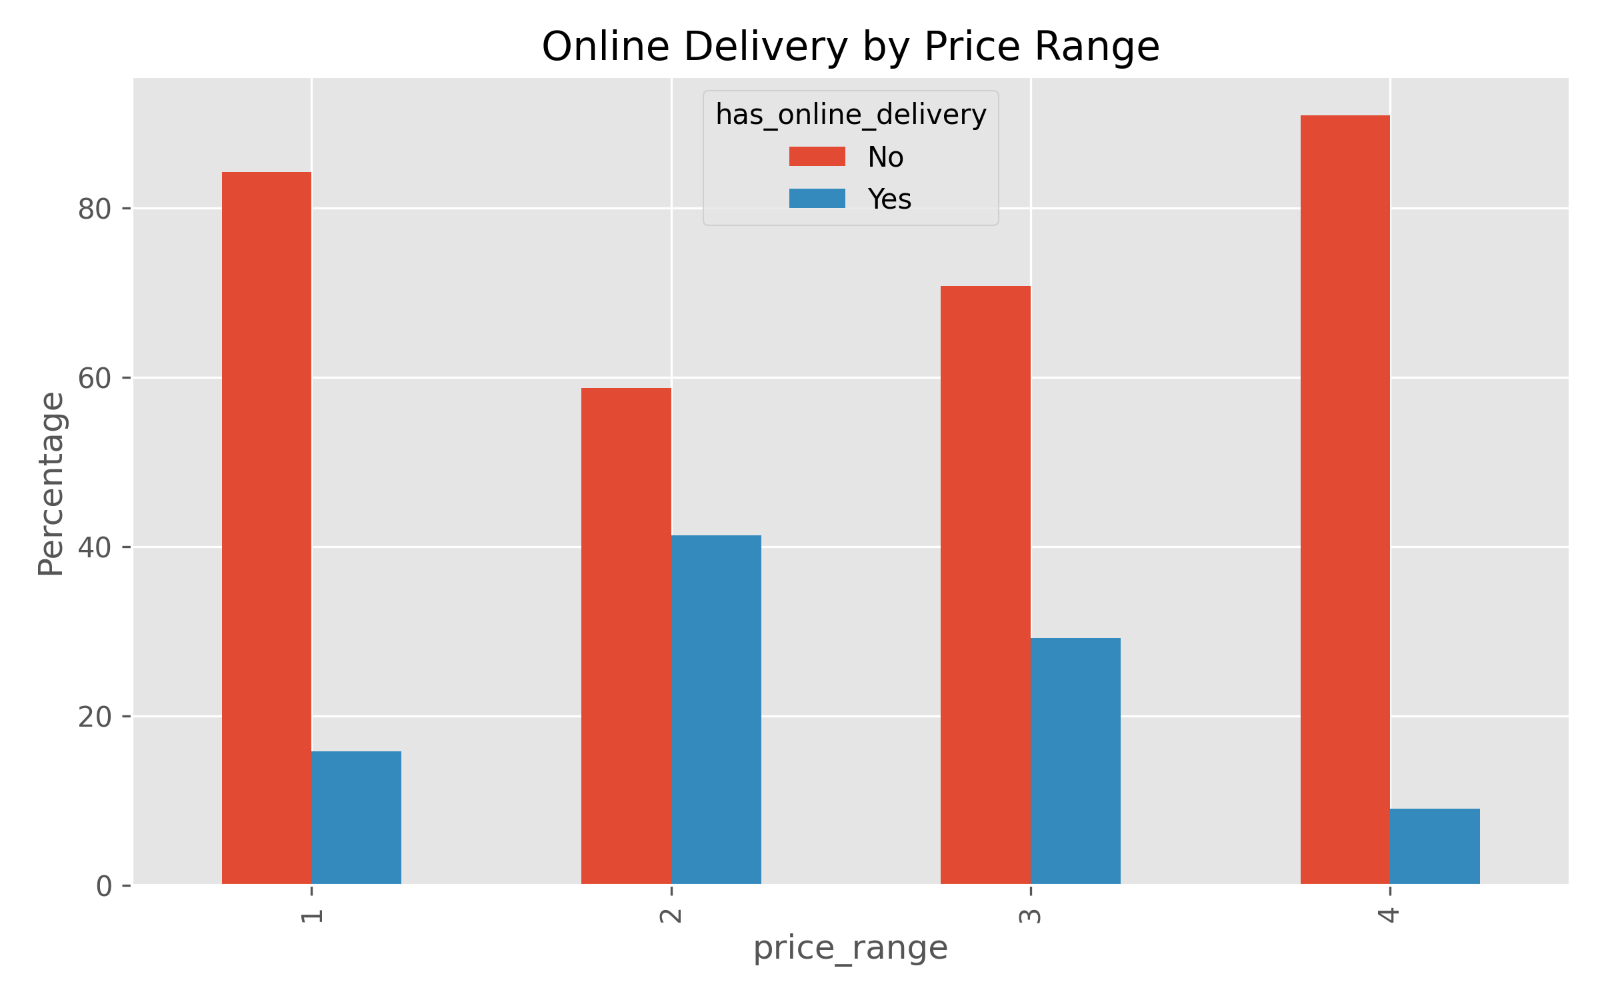 Online Delivery by Price Range
has_online_delivery
No
Yes
Percentage
80
60
40
20
0
1
2
3
4
price_range